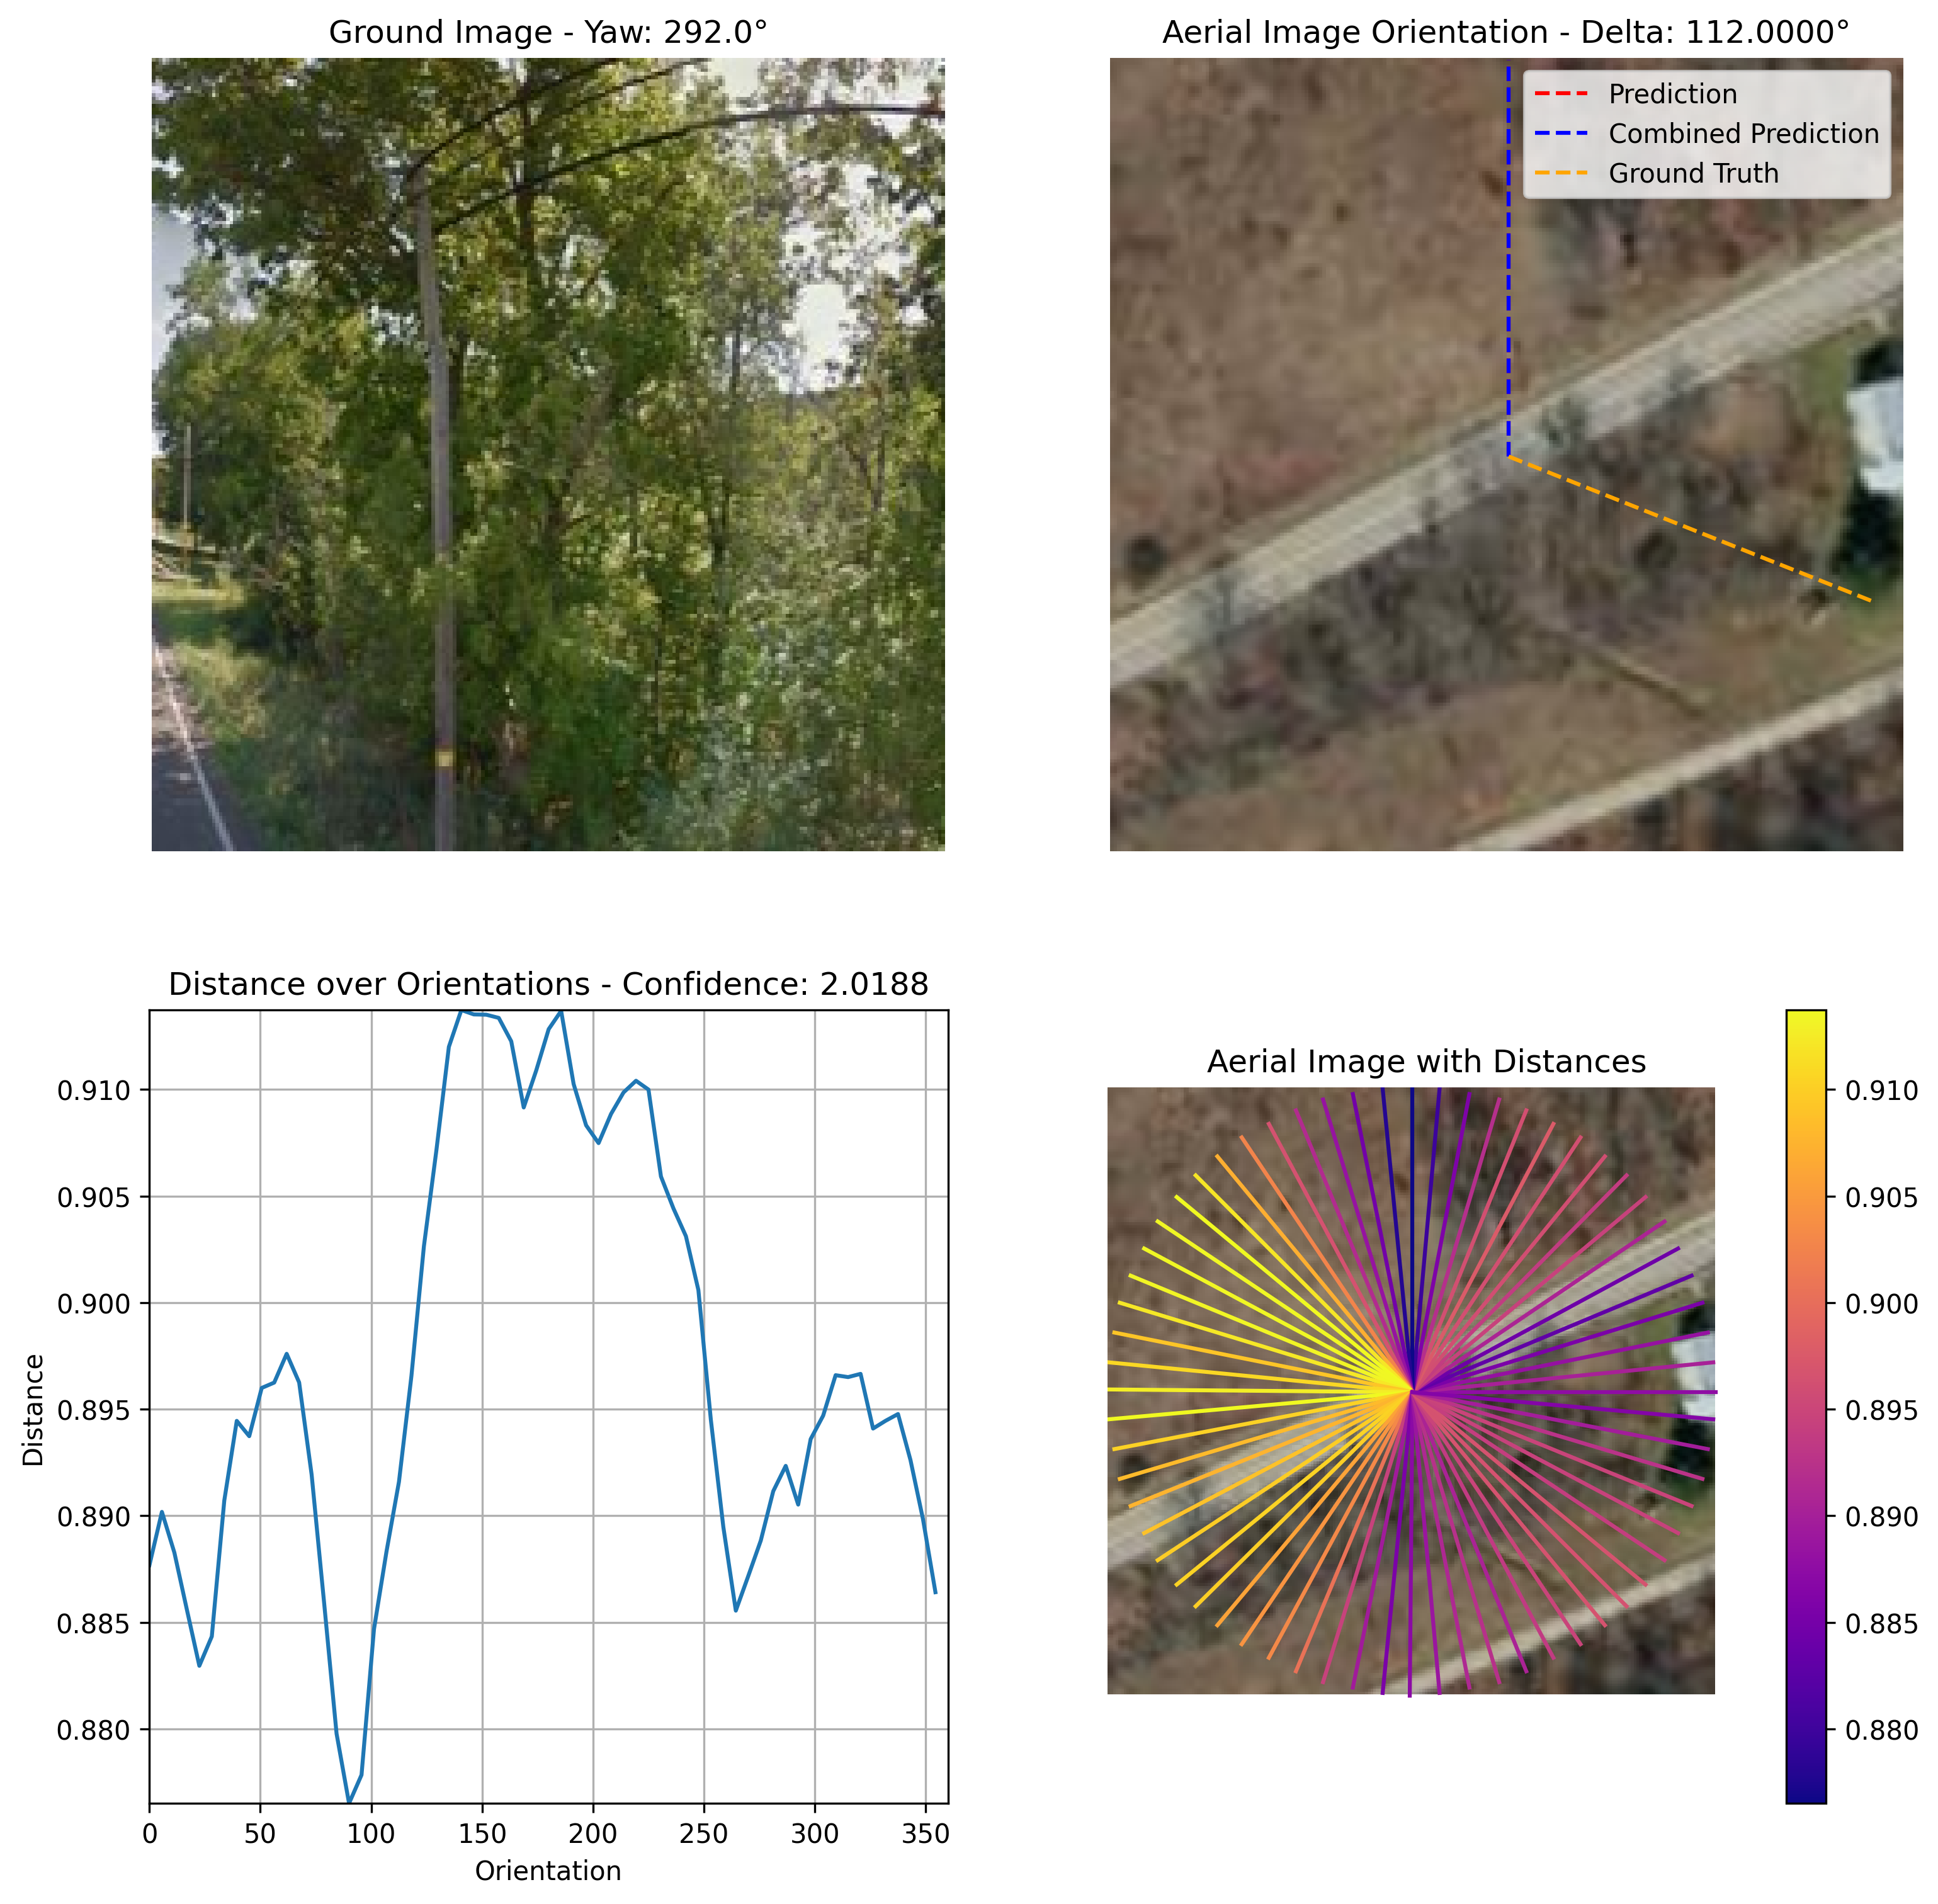 Ground Image - Yaw: 292.0°
Aerial Image Orientation - Delta: 112.0000°
Prediction
Combined Prediction
Ground Truth
Distance over Orientations - Confidence: 2.0188
0.910
0.905
0.900
0.895
0.890
0.885
0.880
Distance
0
50
100
150
200
250
300
350
Orientation
Aerial Image with Distances
0.910
0.905
0.900
0.895
0.890
0.885
0.880